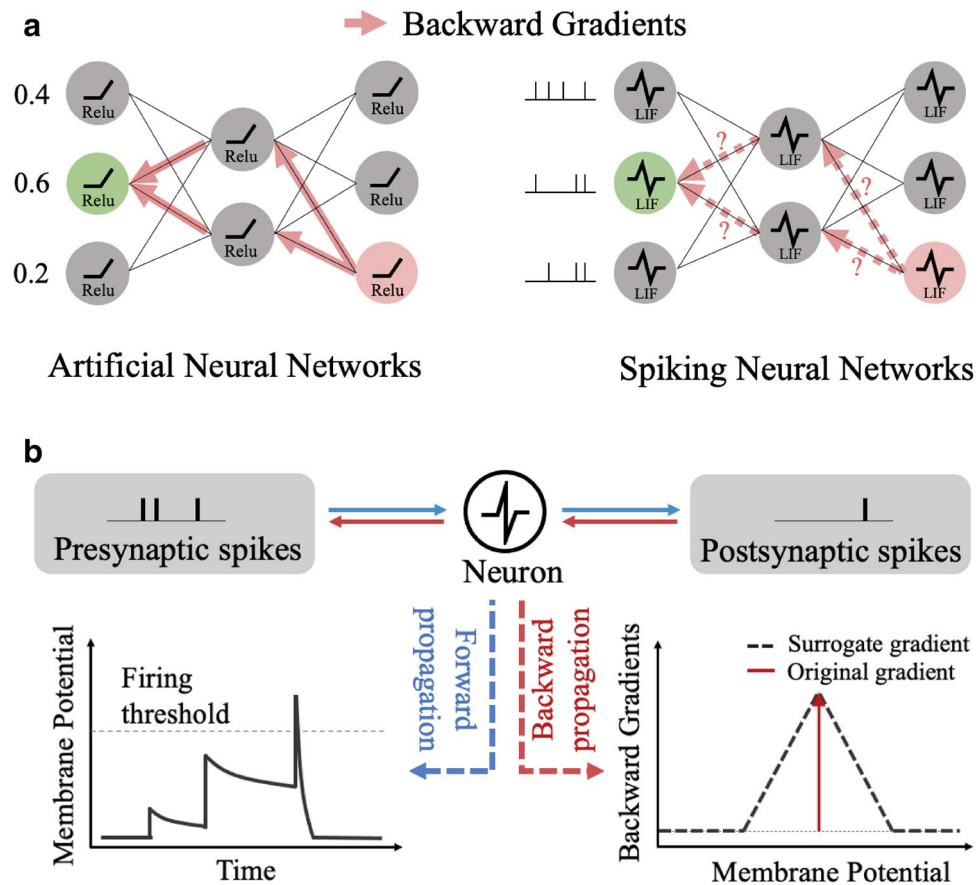 a
Backward Gradients
0.4
Relu
Relu
Relu
0.6
Relu
Relu
Relu
0.2
Relu
Relu
LIF
LIF
?
LIF
?
LIF
LIF
?
LIF
?
LIF
LIF
Artificial Neural Networks
Spiking Neural Networks
b
Presynaptic spikes
Neuron
Postsynaptic spikes
Membrane Potential
Firing
threshold
Time
Forward
propagation
Backward
propagation
Backward Gradients
Surrogate gradient
Original gradient
Membrane Potential